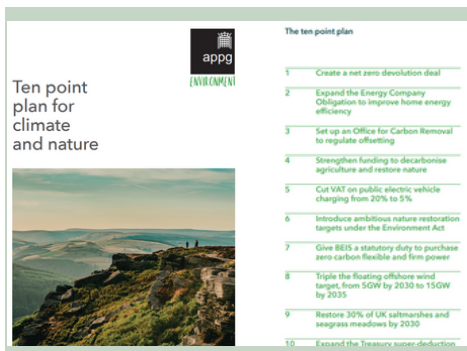 appg
ENVIRONMENT
Ten point
plan for
climate
and nature
The ten point plan
1 Create a net zero devolution deal
2 Expand the Energy Company
Obligation to improve home energy
efficiency
3 Set up an Office for Carbon Removal
to regulate offsetting
4 Strengthen funding to decarbonise
agriculture and restore nature
5 Cut VAT on public electric vehicle
charging from 20% to 5%
6 Introduce ambitious nature restoration
targets under the Environment Act
7 Give BEIS a statutory duty to purchase
zero carbon flexible and firm power
8 Triple the floating offshore wind
target, from 5GW by 2030 to 15GW
by 2035
9 Restore 30% of UK saltmarshes and
seagrass meadows by 2030
10 Expand the Treasury super-deduction